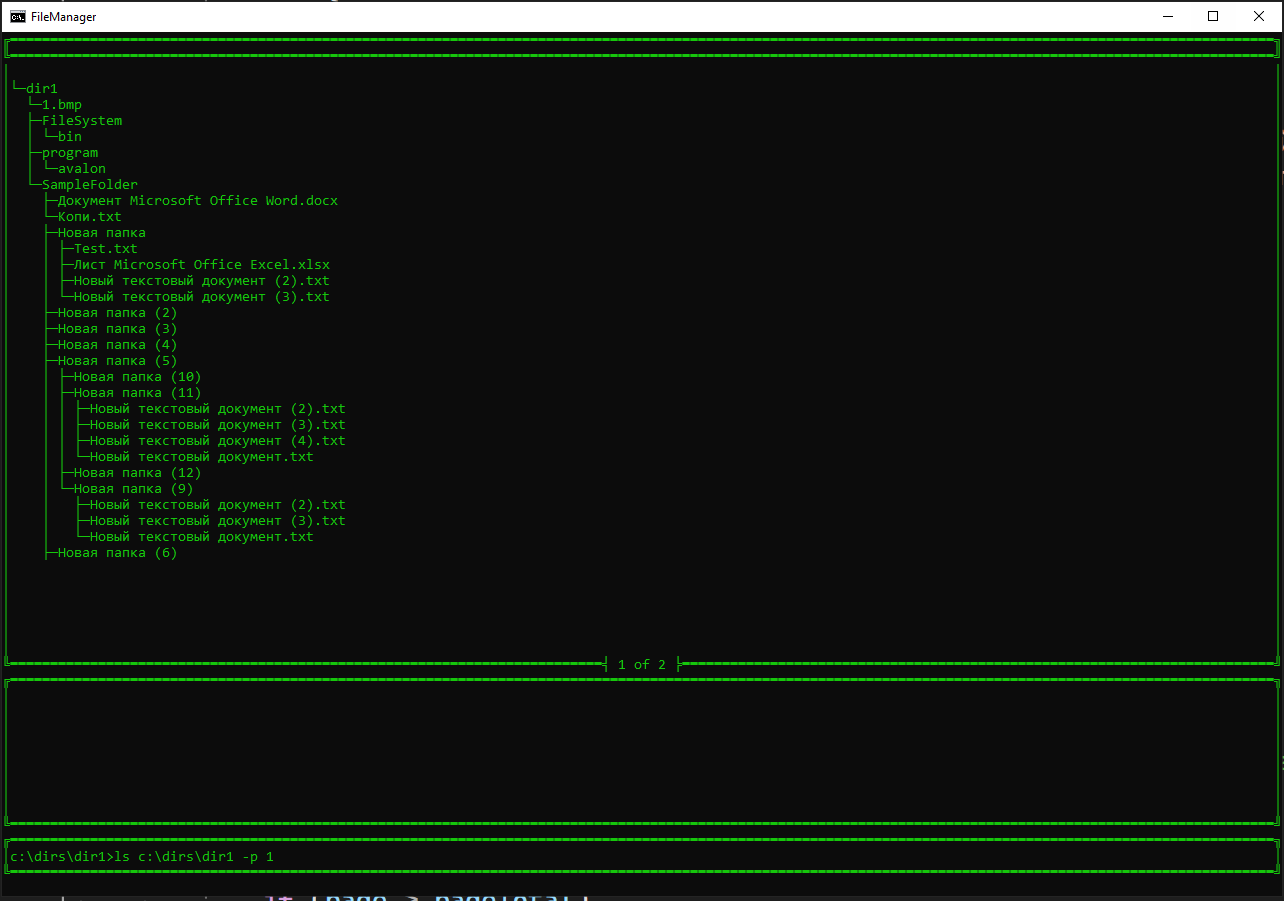 FileManager
└─dir1
└─1.bmp
├─FileSystem
│ └─bin
├─program
│ └─avalon
└─SampleFolder
├─Документ Microsoft Office Word.docx
└─Копи.txt
├─Новая папка
│ ├─Test.txt
│ ├─Лист Microsoft Office Excel.xlsx
│ ├─Новый текстовый документ (2).txt
│ └─Новый текстовый документ (3).txt
├─Новая папка (2)
├─Новая папка (3)
├─Новая папка (4)
├─Новая папка (5)
│ ├─Новая папка (10)
│ ├─Новая папка (11)
│ │ ├─Новый текстовый документ (2).txt
│ │ ├─Новый текстовый документ (3).txt
│ │ ├─Новый текстовый документ (4).txt
│ │ └─Новый текстовый документ.txt
│ ├─Новая папка (12)
│ └─Новая папка (9)
│ ├─Новый текстовый документ (2).txt
│ ├─Новый текстовый документ (3).txt
│ └─Новый текстовый документ.txt
├─Новая папка (6)
1 of 2
c:\dirs\dir1>ls c:\dirs\dir1 -p 1